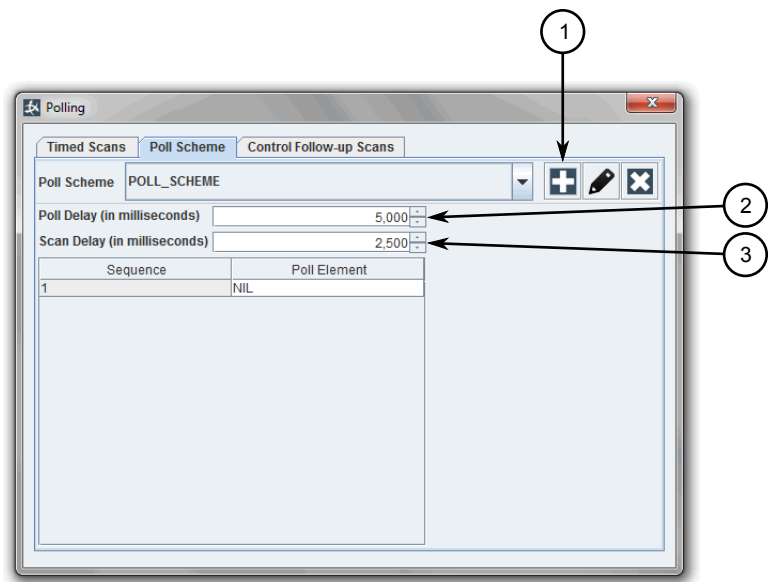 1
Polling
Timed Scans Poll Scheme Control Follow-up Scans
Poll Scheme POLL_SCHEME
Poll Delay (in milliseconds) 5,000 2
Scan Delay (in milliseconds) 2,500 3
Sequence Poll Element
1 NIL